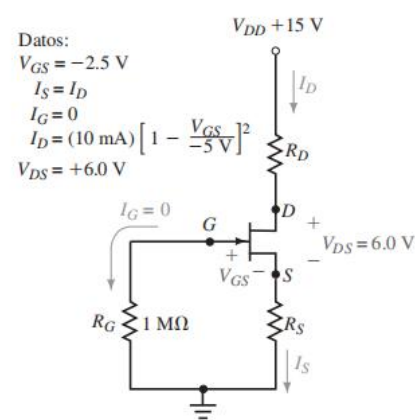 Datos:
V_GS = −2.5 V
I_S = I_D
I_G = 0
I_D = (10 mA) [1 − V_GS / −5 V]²
V_DS = +6.0 V
V_DD +15 V
I_D
R_D
D
I_G = 0
G
+
V_DS = 6.0 V
−
+
V_GS −
S
R_G
1 MΩ
R_S
I_S